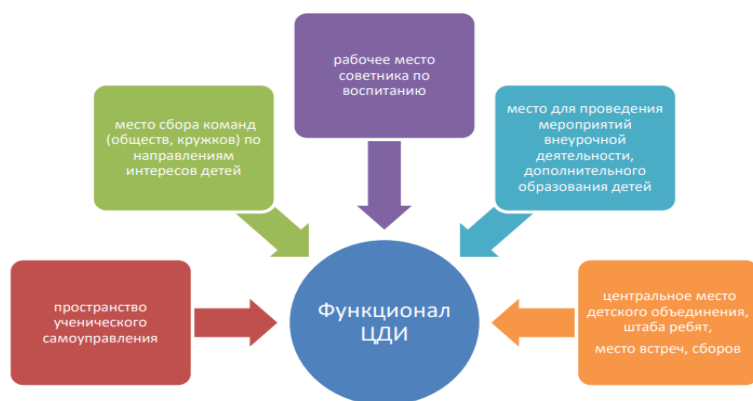 рабочее место
советника по
воспитанию
место сбора команд
(обществ, кружков) по
направлениям
интересов детей
место для проведения
мероприятий
внеурочной
деятельности,
дополнительного
образования детей
пространство
ученического
самоуправления
Функционал
ЦДИ
центральное место
детского объединения,
штаба ребят,
место встреч, сборов